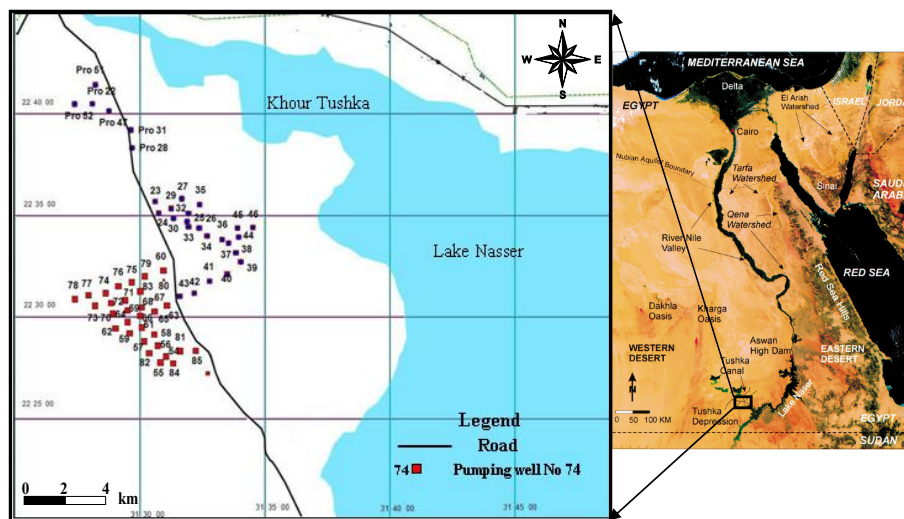 Pro 51
Pro 22
22 40 00
Pro 52
Pro 47
Pro 31
Pro 28
Khour Tushka
N
W
E
S
27
35
23
29
32
22 35 00
24
30
25
26
33
34
36
45
46
44
37
38
39
40
41
42
43
Lake Nasser
60
79
75
76
74
77
78
83
71
72
68
67
22 30 00
63
73
70
69
65
62
59
61
58
57
56
54
81
82
85
55
84
22 25 00
Legend
Road
74
Pumping well No 74
0 2 4
km
31 30 00
31 35 00
31 40 00
31 45 00
MEDITERRANEAN SEA
Delta
El Arish
Watershed
ISRAEL
JORDA
EGYPT
Cairo
Nubian Aquifer Boundary
Tarfa
Watershed
Sinai
SAUDI
ARAB
Qena
Watershed
River Nile
Valley
RED SEA
Red Sea Hills
Dakhla
Oasis
Kharga
Oasis
Aswan
High Dam
WESTERN
DESERT
EASTERN
DESERT
Tushka
Canal
N
0 50 100 KM
Tushka
Depression
Lake Nasser
EGYPT
SUDAN